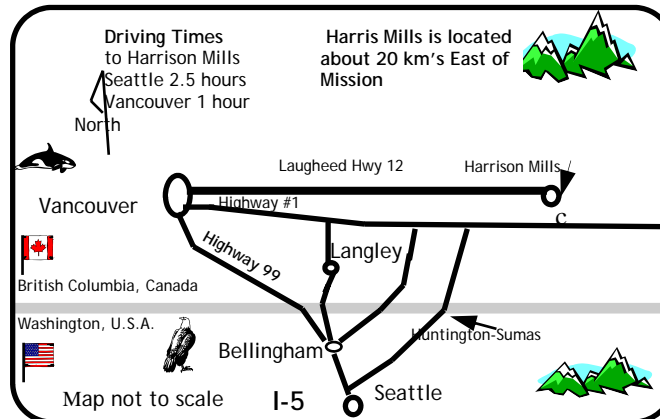 Driving Times
to Harrison Mills
Seattle 2.5 hours
Vancouver 1 hour
North
Harris Mills is located
about 20 km's East of
Mission
Laugheed Hwy 12
Harrison Mills
c
Vancouver
Highway #1
Highway 99
Langley
British Columbia, Canada
Washington, U.S.A.
Huntington-Sumas
Bellingham
Seattle
Map not to scale
I-5